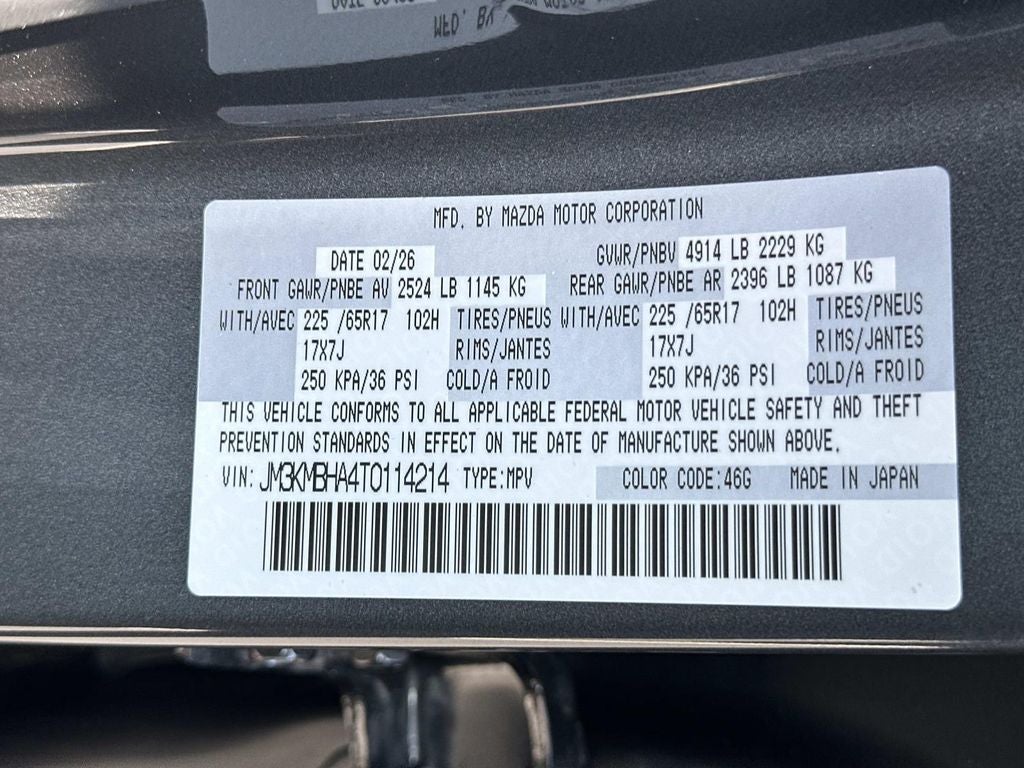 MFD. BY MAZDA MOTOR CORPORATION
DATE 02/26 GVWR/PNBV 4914 LB 2229 KG
FRONT GAWR/PNBE AV 2524 LB 1145 KG REAR GAWR/PNBE AR 2396 LB 1087 KG
WITH/AVEC 225 /65R17 102H TIRES/PNEUS WITH/AVEC 225 /65R17 102H TIRES/PNEUS
17X7J RIMS/JANTES 17X7J RIMS/JANTES
250 KPA/36 PSI COLD/A FROID 250 KPA/36 PSI COLD/A FROID
THIS VEHICLE CONFORMS TO ALL APPLICABLE FEDERAL MOTOR VEHICLE SAFETY AND THEFT
PREVENTION STANDARDS IN EFFECT ON THE DATE OF MANUFACTURE SHOWN ABOVE.
VIN: JM3KMBHA4T0114214 TYPE:MPV COLOR CODE:46G MADE IN JAPAN